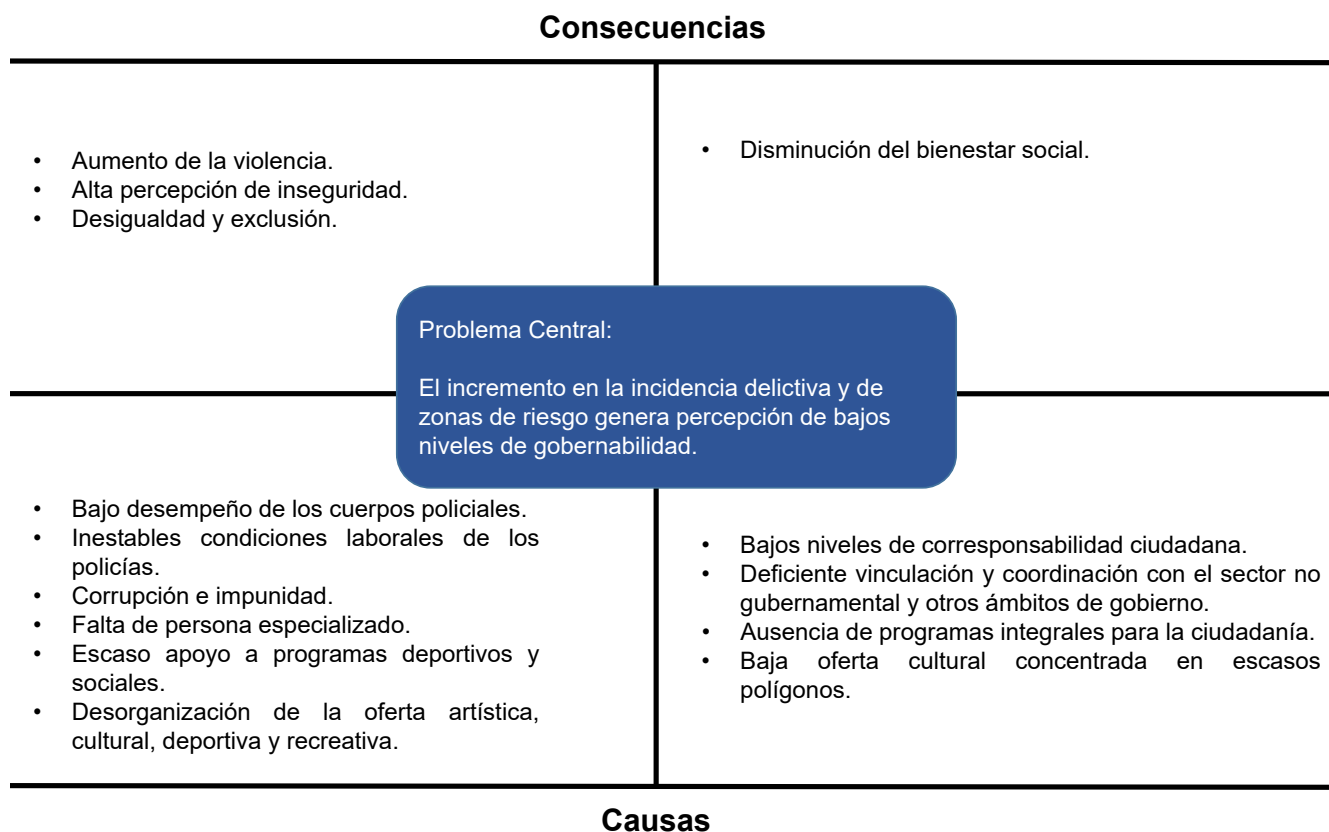 Consecuencias
• Aumento de la violencia.
• Alta percepción de inseguridad.
• Desigualdad y exclusión.
• Disminución del bienestar social.
Problema Central:
El incremento en la incidencia delictiva y de
zonas de riesgo genera percepción de bajos
niveles de gobernabilidad.
• Bajo desempeño de los cuerpos policiales.
• Inestables condiciones laborales de los
policías.
• Corrupción e impunidad.
• Falta de persona especializado.
• Escaso apoyo a programas deportivos y
sociales.
• Desorganización de la oferta artística,
cultural, deportiva y recreativa.
• Bajos niveles de corresponsabilidad ciudadana.
• Deficiente vinculación y coordinación con el sector no
gubernamental y otros ámbitos de gobierno.
• Ausencia de programas integrales para la ciudadanía.
• Baja oferta cultural concentrada en escasos
polígonos.
Causas